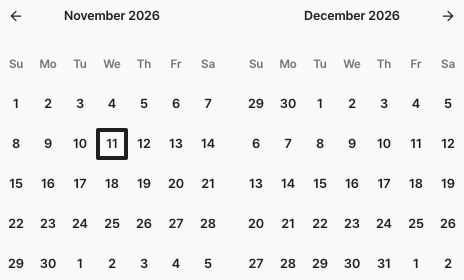 November 2026
Su Mo Tu We Th Fr Sa
1 2 3 4 5 6 7
8 9 10 11 12 13 14
15 16 17 18 19 20 21
22 23 24 25 26 27 28
29 30 1 2 3 4 5
December 2026
Su Mo Tu We Th Fr Sa
29 30 1 2 3 4 5
6 7 8 9 10 11 12
13 14 15 16 17 18 19
20 21 22 23 24 25 26
27 28 29 30 31 1 2